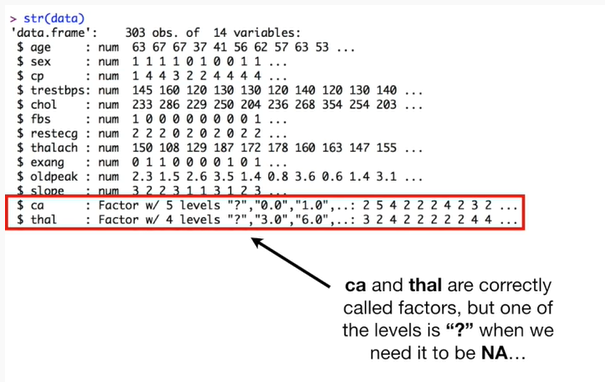 > str(data)
'data.frame': 303 obs. of 14 variables:
$ age : num 63 67 67 37 41 56 62 57 63 53 ...
$ sex : num 1 1 1 1 0 1 0 0 1 1 ...
$ cp : num 1 4 4 3 2 2 4 4 4 4 ...
$ trestbps: num 145 160 120 130 130 120 140 120 130 140 ...
$ chol : num 233 286 229 250 204 236 268 354 254 203 ...
$ fbs : num 1 0 0 0 0 0 0 0 0 1 ...
$ restecg : num 2 2 2 0 2 0 2 0 2 2 ...
$ thalach : num 150 108 129 187 172 178 160 163 147 155 ...
$ exang : num 0 1 1 0 0 0 0 1 0 1 ...
$ oldpeak : num 2.3 1.5 2.6 3.5 1.4 0.8 3.6 0.6 1.4 3.1 ...
$ slope : num 3 2 2 3 1 1 3 1 2 3 ...
$ ca : Factor w/ 5 levels "?","0.0","1.0",..: 2 5 4 2 2 2 4 2 3 2 ...
$ thal : Factor w/ 4 levels "?","3.0","6.0",..: 3 2 4 2 2 2 2 2 4 4 ...
ca and thal are correctly
called factors, but one of
the levels is “?” when we
need it to be NA…